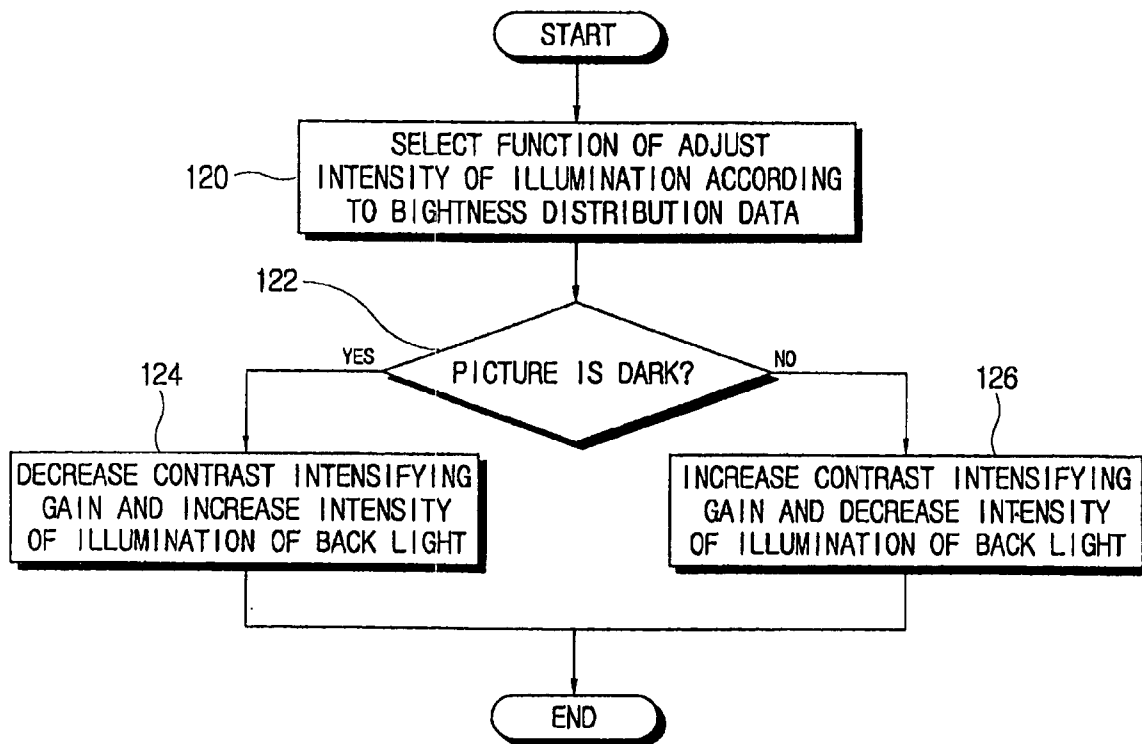 START
120
SELECT FUNCTION OF ADJUST
INTENSITY OF ILLUMINATION ACCORDING
TO BIGHTNESS DISTRIBUTION DATA
122
YES
PICTURE IS DARK?
NO
124
DECREASE CONTRAST INTENSIFYING
GAIN AND INCREASE INTENSITY
OF ILLUMINATION OF BACK LIGHT
126
INCREASE CONTRAST INTENSIFYING
GAIN AND DECREASE INTENSITY
OF ILLUMINATION OF BACK LIGHT
END